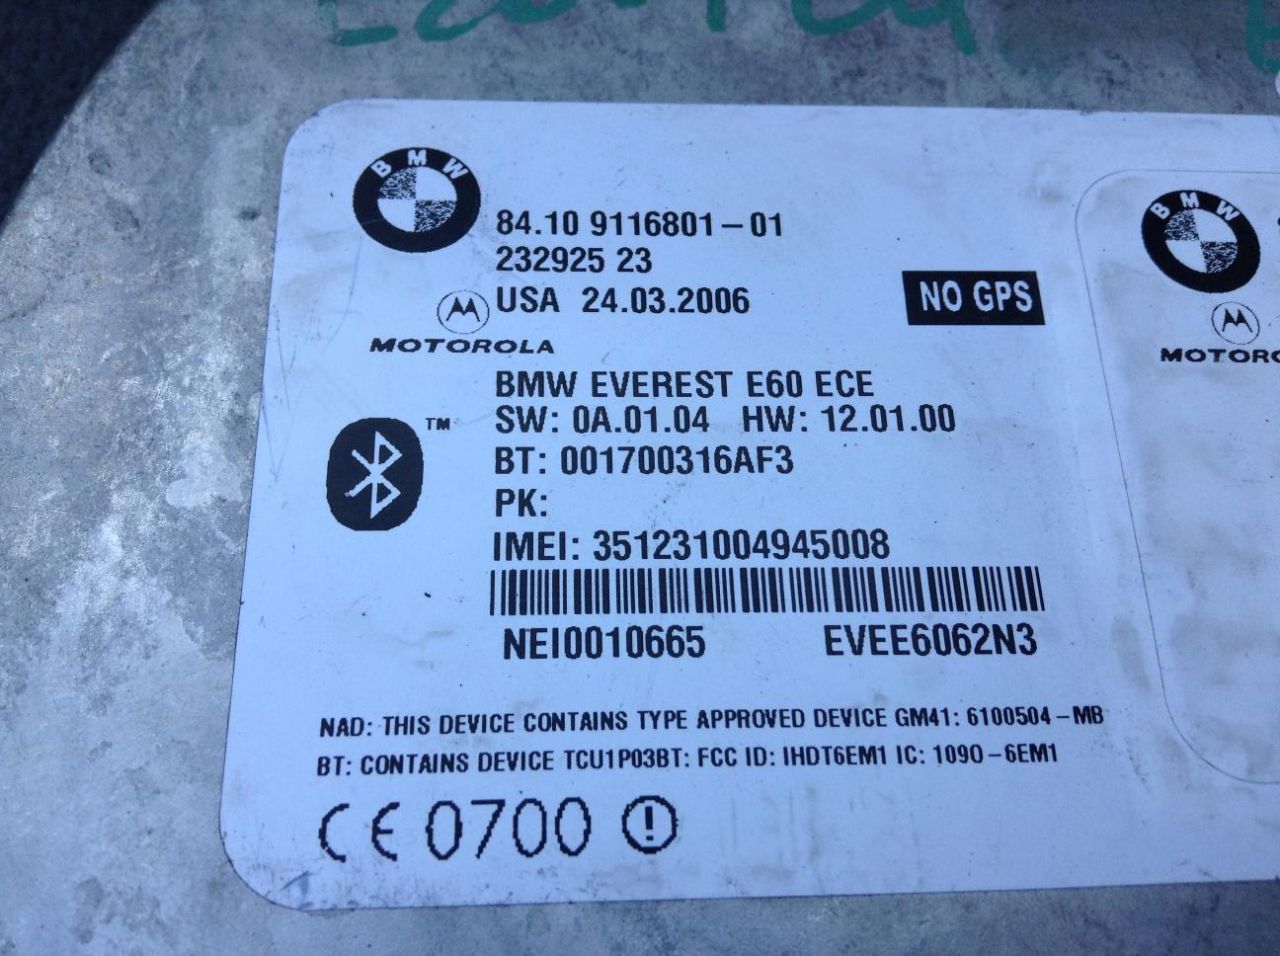 BMW
84.10 9116801-01
232925 23
USA 24.03.2006
NO GPS
MOTOROLA
BMW EVEREST E60 ECE
™ SW: 0A.01.04 HW: 12.01.00
BT: 001700316AF3
PK:
IMEI: 351231004945008
NEI0010665 EVEE6062N3
NAD: THIS DEVICE CONTAINS TYPE APPROVED DEVICE GM41: 6100504-MB
BT: CONTAINS DEVICE TCU1P03BT: FCC ID: IHDT6EM1 IC: 1090-6EM1
CE 0700
BMW